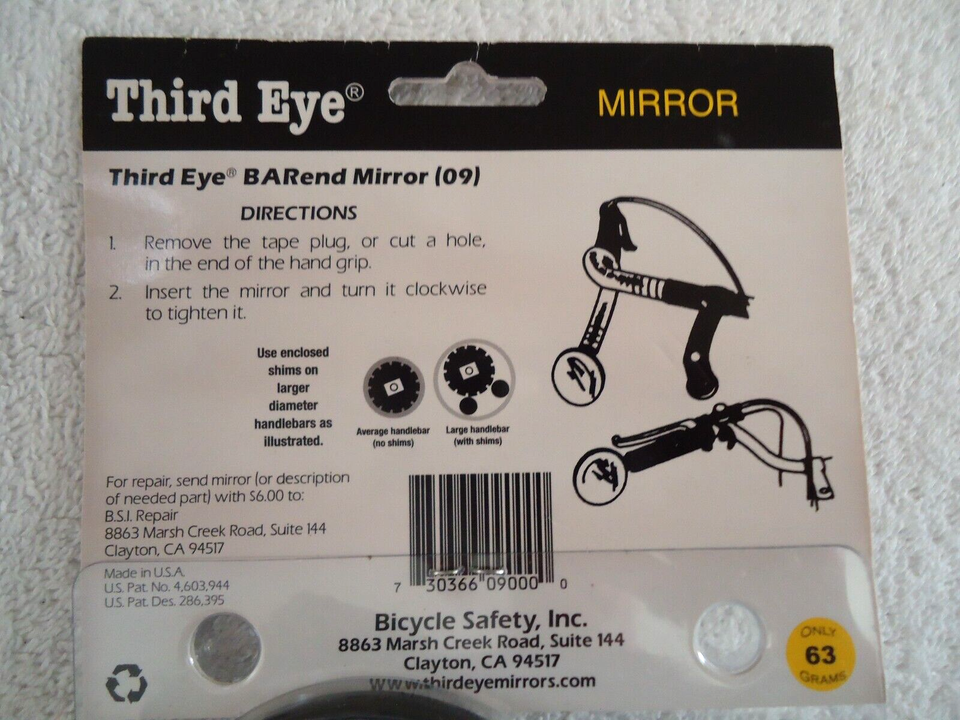 Third Eye®
MIRROR
Third Eye® BARend Mirror (09)
DIRECTIONS
1. Remove the tape plug, or cut a hole,
in the end of the hand grip.
2. Insert the mirror and turn it clockwise
to tighten it.
Use enclosed
shims on
larger
diameter
handlebars as
illustrated.
Average handlebar
(no shims)
Large handlebar
(with shims)
For repair, send mirror (or description
of needed part) with $6.00 to:
B.S.I. Repair
8863 Marsh Creek Road, Suite 144
Clayton, CA 94517
Made in U.S.A.
U.S. Pat. No. 4,603,944
U.S. Pat. Des. 286,395
7 30366 09000 0
Bicycle Safety, Inc.
8863 Marsh Creek Road, Suite 144
Clayton, CA 94517
www.thirdeyemirrors.com
ONLY
63
GRAMS